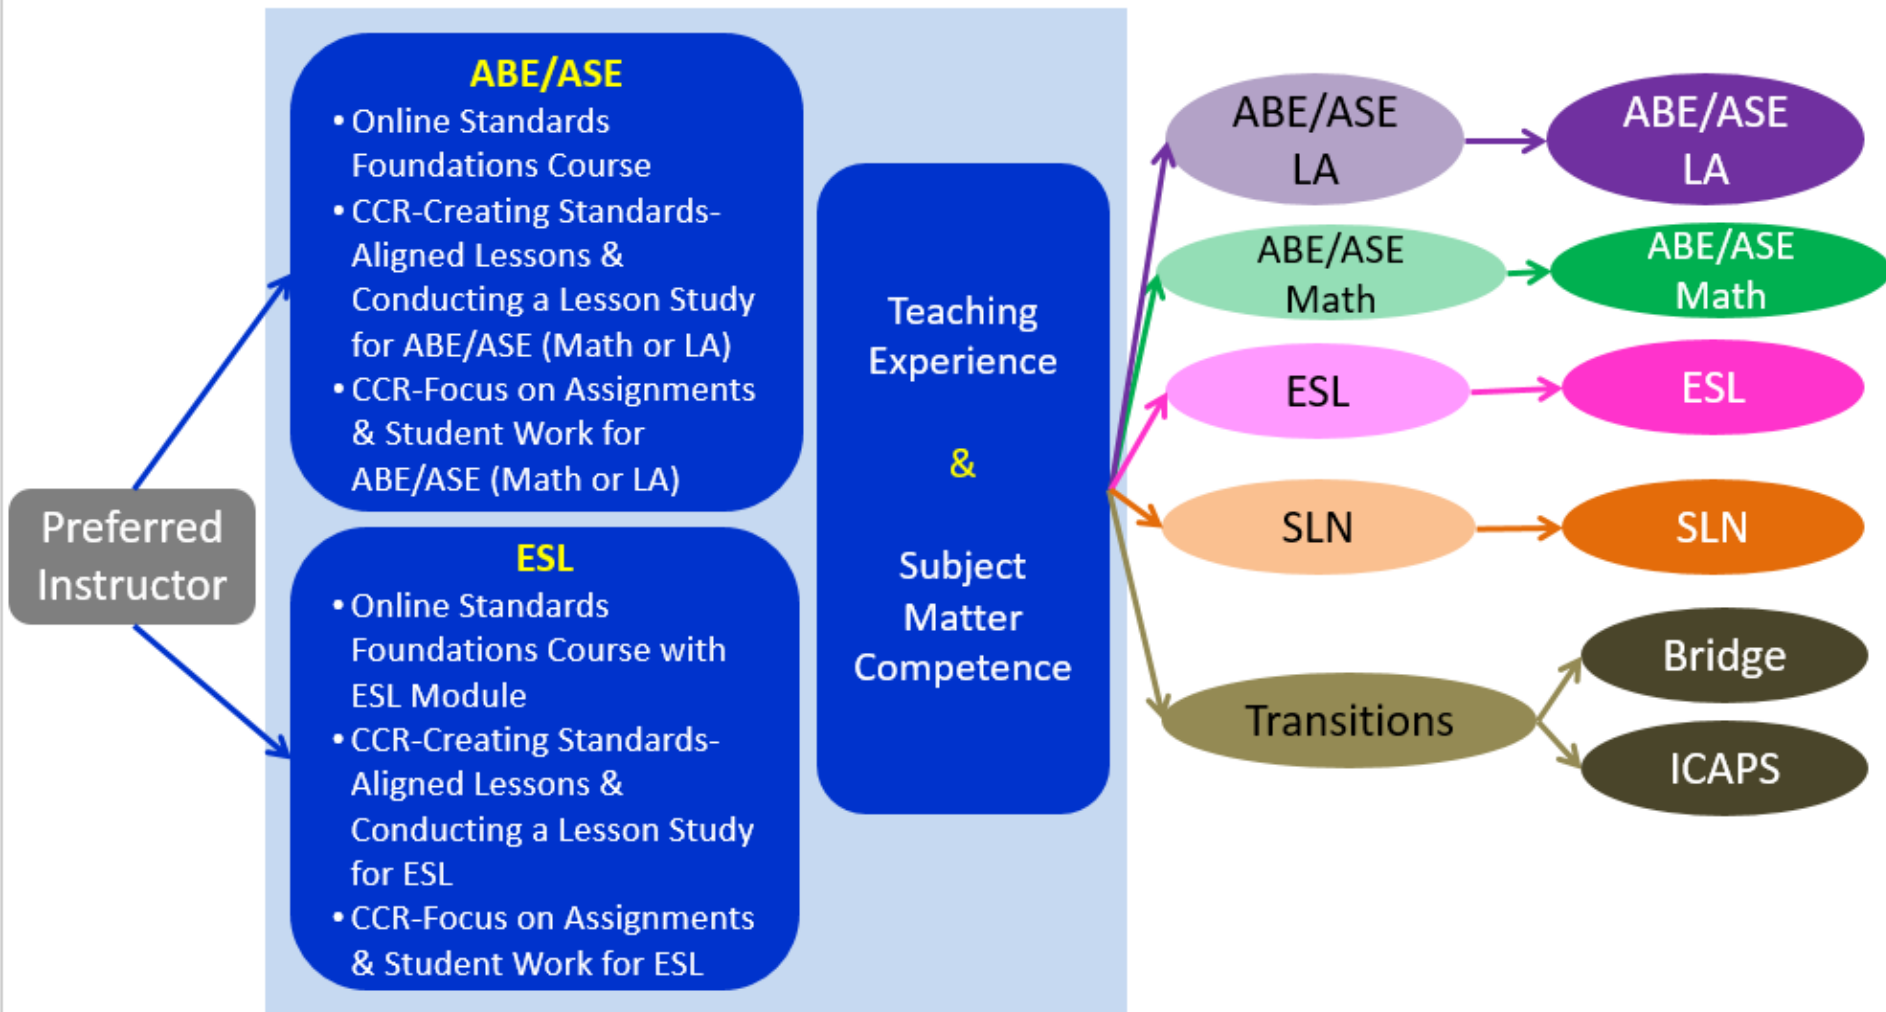 Preferred
Instructor
ABE/ASE
• Online Standards
Foundations Course
• CCR-Creating Standards-
Aligned Lessons &
Conducting a Lesson Study
for ABE/ASE (Math or LA)
• CCR-Focus on Assignments
& Student Work for
ABE/ASE (Math or LA)
ESL
• Online Standards
Foundations Course with
ESL Module
• CCR-Creating Standards-
Aligned Lessons &
Conducting a Lesson Study
for ESL
• CCR-Focus on Assignments
& Student Work for ESL
Teaching
Experience
&
Subject
Matter
Competence
ABE/ASE
LA
ABE/ASE
LA
ABE/ASE
Math
ABE/ASE
Math
ESL
ESL
SLN
SLN
Transitions
Bridge
ICAPS